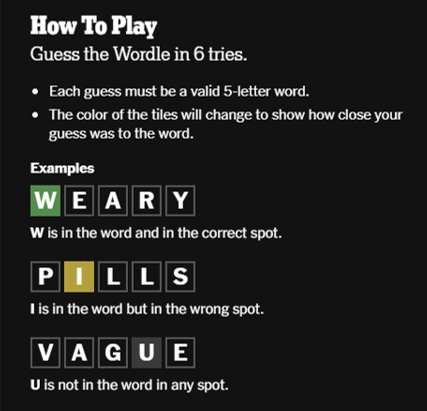 How To Play
Guess the Wordle in 6 tries.
• Each guess must be a valid 5-letter word.
• The color of the tiles will change to show how close your
guess was to the word.
Examples
W E A R Y
W is in the word and in the correct spot.
P I L L S
I is in the word but in the wrong spot.
V A G U E
U is not in the word in any spot.